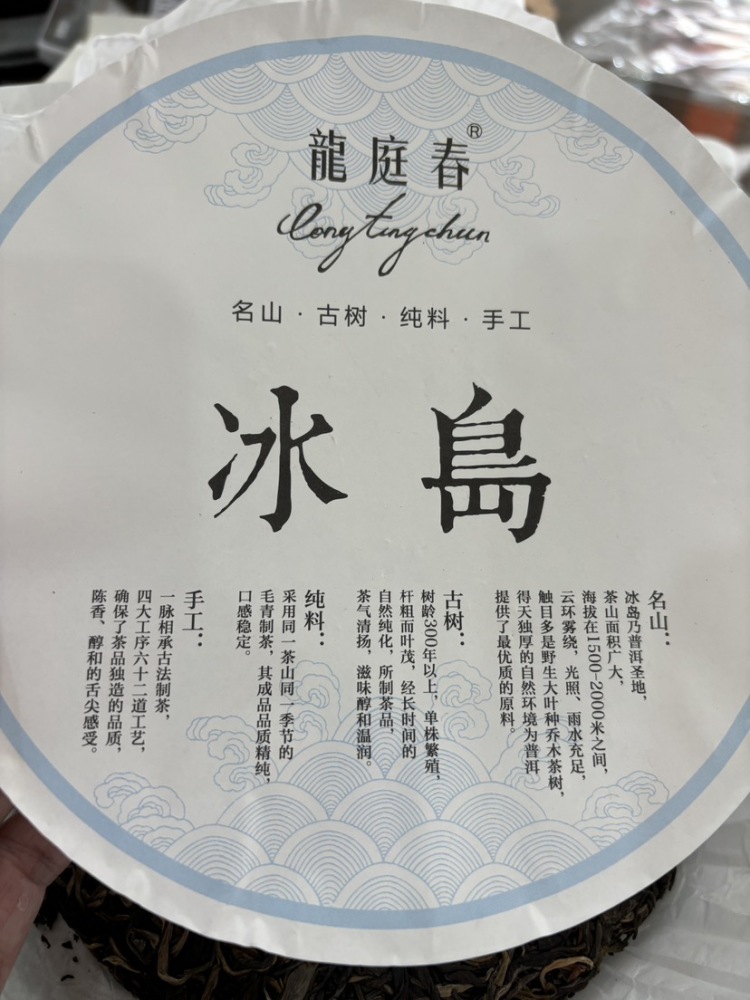 龍庭春®
Longtingchun
名山·古树·纯料·手工
冰島
名山：
冰岛乃普洱圣地，
茶山面积广大，
海拔在1500-2000米之间，
云环雾绕，光照、雨水充足，
触目多是野生大叶种乔木茶树，
得天独厚的自然环境为普洱
提供了最优质的原料。
古树：
树龄300年以上，单株繁殖，
杆粗而叶茂，经长时间的
自然纯化，所制茶品，
茶气清扬，滋味醇和温润。
纯料：
采用同一茶山同一季节的
毛青制茶，其成品品质精纯，
口感稳定。
手工：
一脉相承古法制茶，
四大工序六十二道工艺，
确保了茶品独造的品质，
陈香、醇和的舌尖感受。